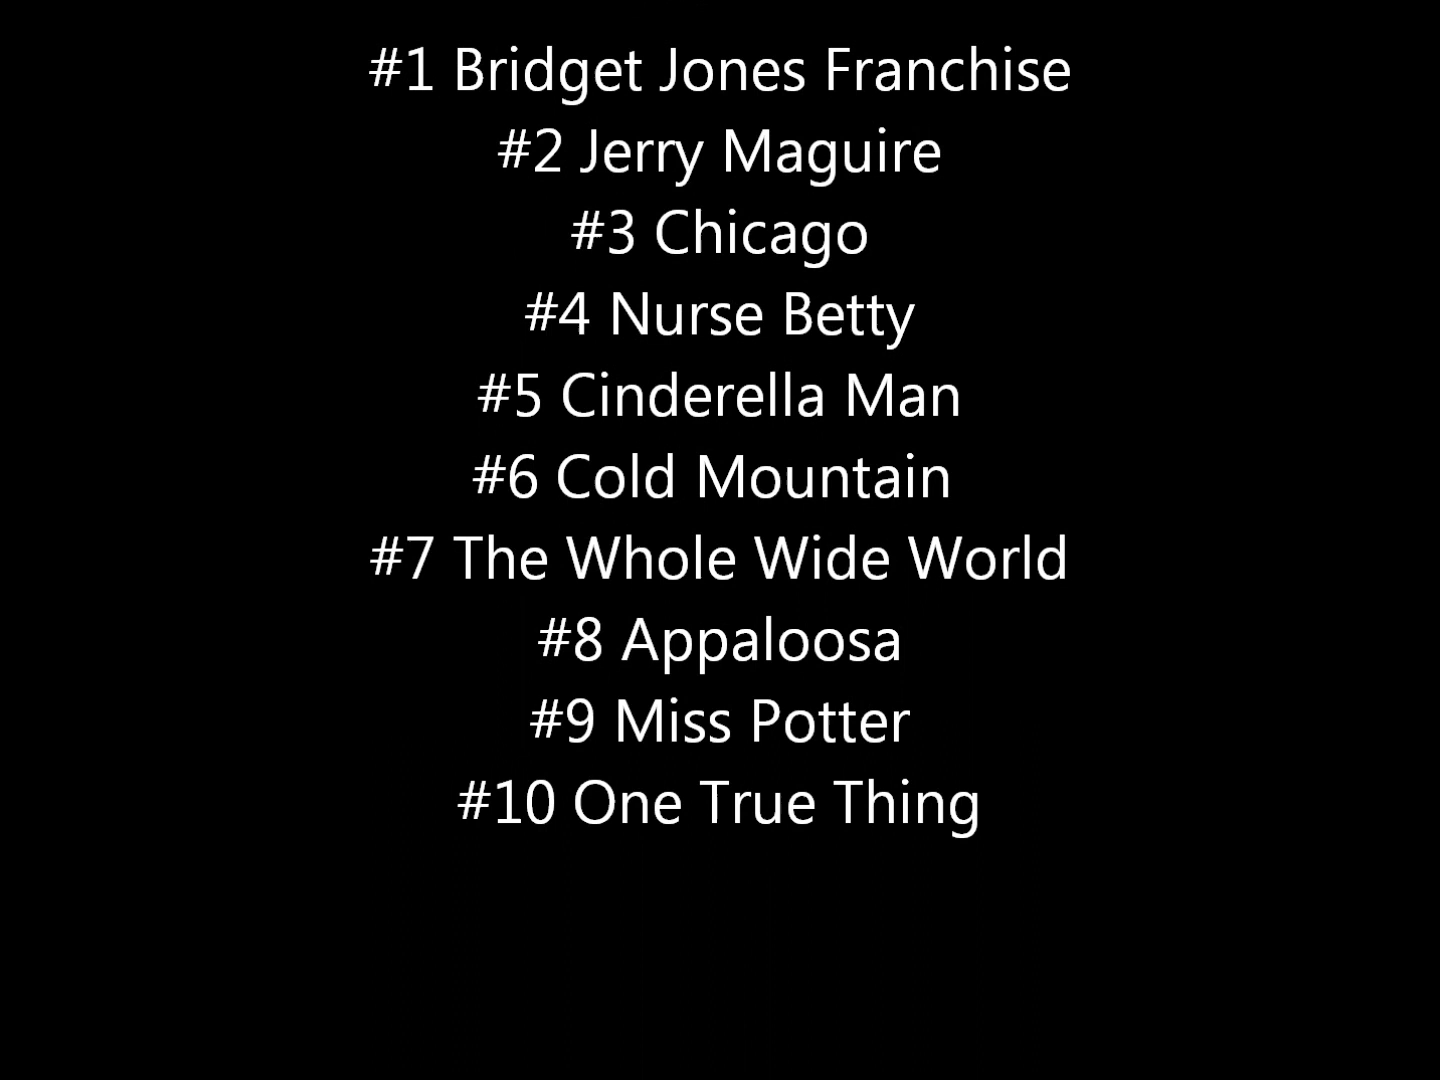 #1 Bridget Jones Franchise
#2 Jerry Maguire
#3 Chicago
#4 Nurse Betty
#5 Cinderella Man
#6 Cold Mountain
#7 The Whole Wide World
#8 Appaloosa
#9 Miss Potter
#10 One True Thing